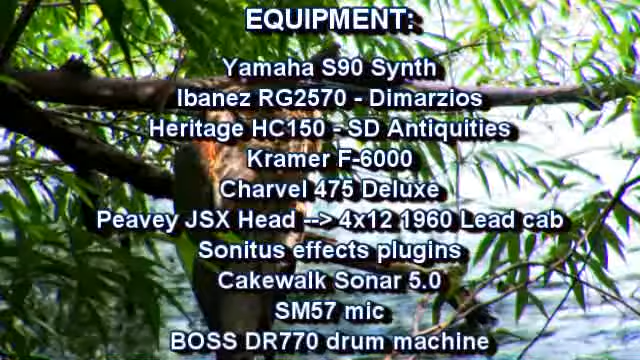 EQUIPMENT:
Yamaha S90 Synth
Ibanez RG2570 - Dimarzios
Heritage HC150 - SD Antiquities
Kramer F-6000
Charvel 475 Deluxe
Peavey JSX Head --> 4x12 1960 Lead cab
Sonitus effects plugins
Cakewalk Sonar 5.0
SM57 mic
BOSS DR770 drum machine